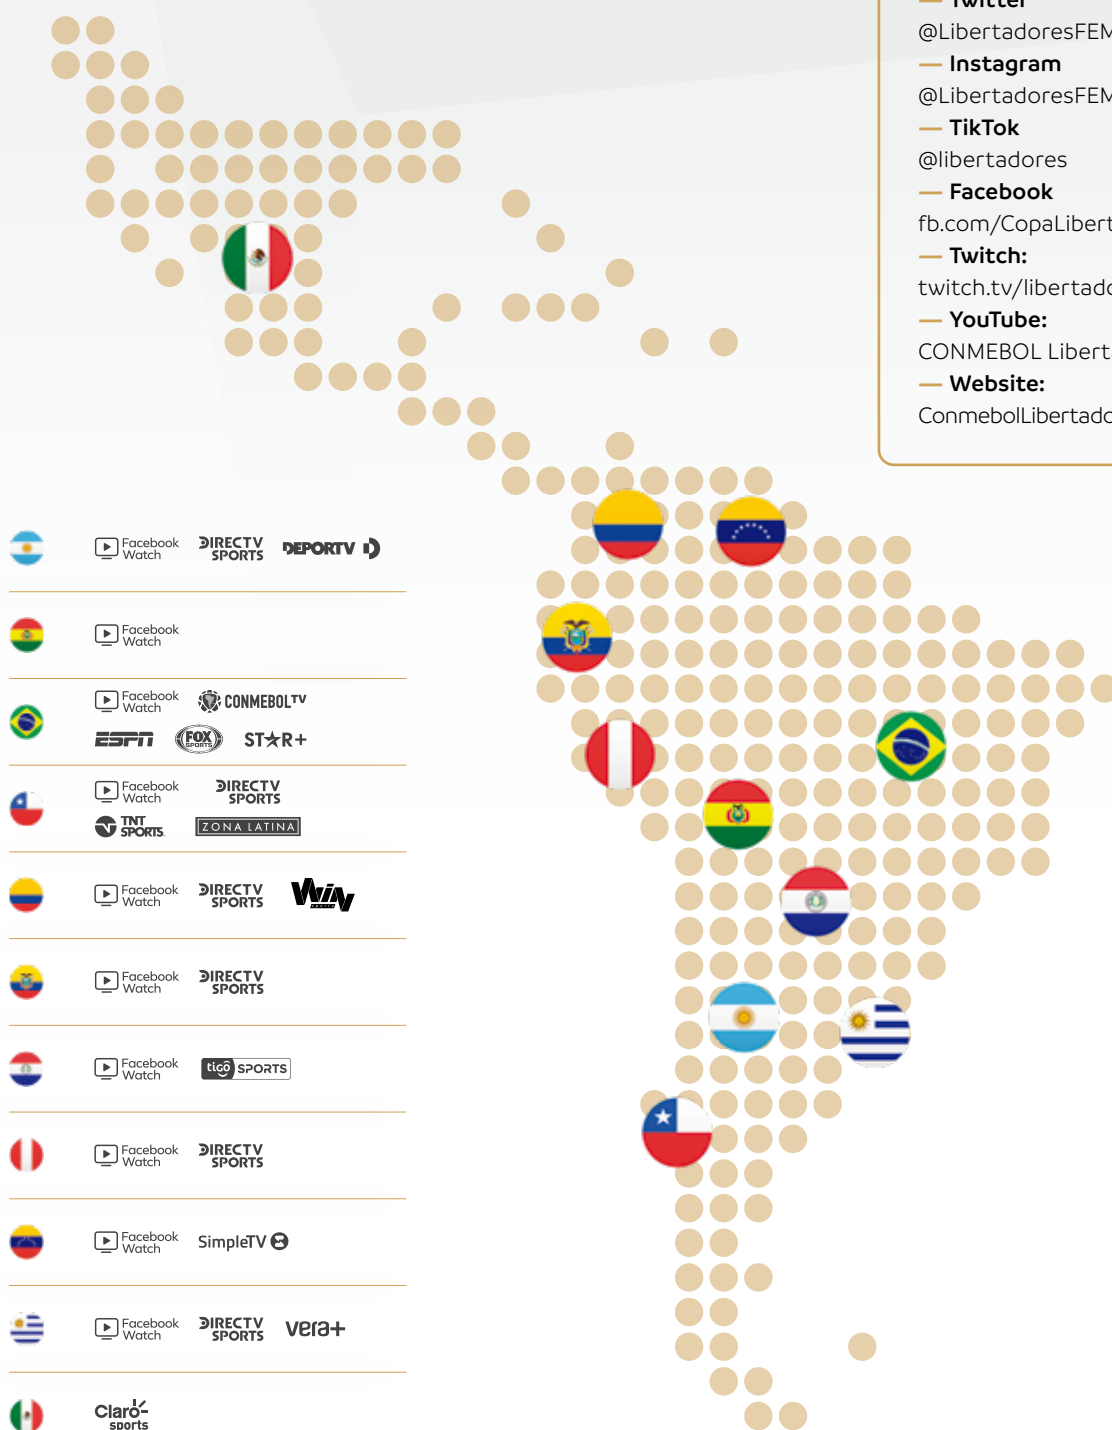 — Twitter
@LibertadoresFEM
— Instagram
@LibertadoresFEM
— TikTok
@libertadores
— Facebook
fb.com/CopaLibert
— Twitch:
twitch.tv/libertado
— YouTube:
CONMEBOL Liberta
— Website:
ConmebolLibertado
Facebook Watch DIRECTV SPORTS DEPORTV
Facebook Watch
Facebook Watch CONMEBOL TV
ESPN FOX SPORTS ST★R+
Facebook Watch DIRECTV SPORTS
TNT SPORTS ZONA LATINA
Facebook Watch DIRECTV SPORTS Win SPORTS
Facebook Watch DIRECTV SPORTS
Facebook Watch tigo SPORTS
Facebook Watch DIRECTV SPORTS
Facebook Watch SimpleTV
Facebook Watch DIRECTV SPORTS vera+
Claro sports